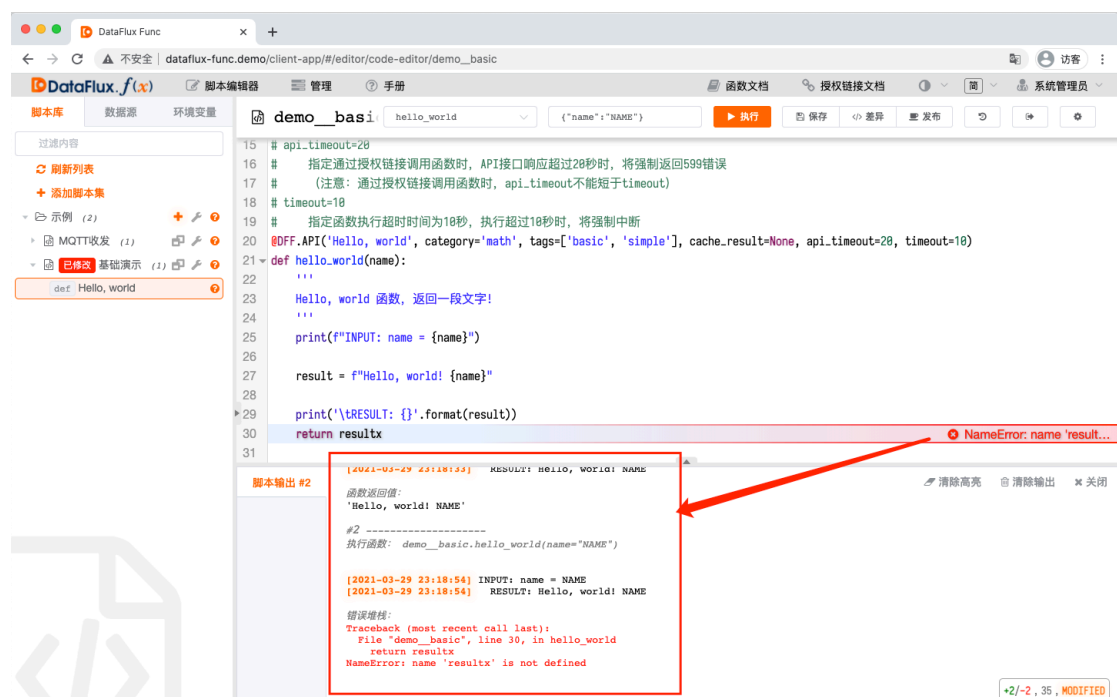 DataFlux Func
不安全 | dataflux-func.demo/client-app/#/editor/code-editor/demo__basic
访客
DataFlux.f(x) 脚本编辑器 管理 手册 函数文档 授权链接文档 简 系统管理员
脚本库 数据源 环境变量
demo__basi hello_world {"name":"NAME"} 执行 保存 差异 发布
过滤内容
刷新列表
添加脚本集
示例 (2)
MQTT收发 (1)
已修改 基础演示 (1)
def Hello, world
15 # api_timeout=20
16 # 指定通过授权链接调用函数时，API接口响应超过20秒时，将强制返回599错误
17 # （注意：通过授权链接调用函数时，api_timeout不能短于timeout）
18 # timeout=10
19 # 指定函数执行超时时间为10秒，执行超过10秒时，将强制中断
20 @DFF.API('Hello, world', category='math', tags=['basic', 'simple'], cache_result=None, api_timeout=20, timeout=10)
21 def hello_world(name):
22 '''
23 Hello, world 函数，返回一段文字！
24 '''
25 print(f"INPUT: name = {name}")
26
27 result = f"Hello, world! {name}"
28
29 print('\tRESULT: {}'.format(result))
30 return resultx NameError: name 'result...
31
脚本输出 #2 清除高亮 清除输出 关闭
[2021-03-29 23:18:33] RESULT: Hello, world! NAME
函数返回值：
'Hello, world! NAME'
#2 --------------------
执行函数： demo__basic.hello_world(name="NAME")
[2021-03-29 23:18:54] INPUT: name = NAME
[2021-03-29 23:18:54] RESULT: Hello, world! NAME
错误堆栈：
Traceback (most recent call last):
File "demo__basic", line 30, in hello_world
return resultx
NameError: name 'resultx' is not defined
+2/-2 , 35 , MODIFIED